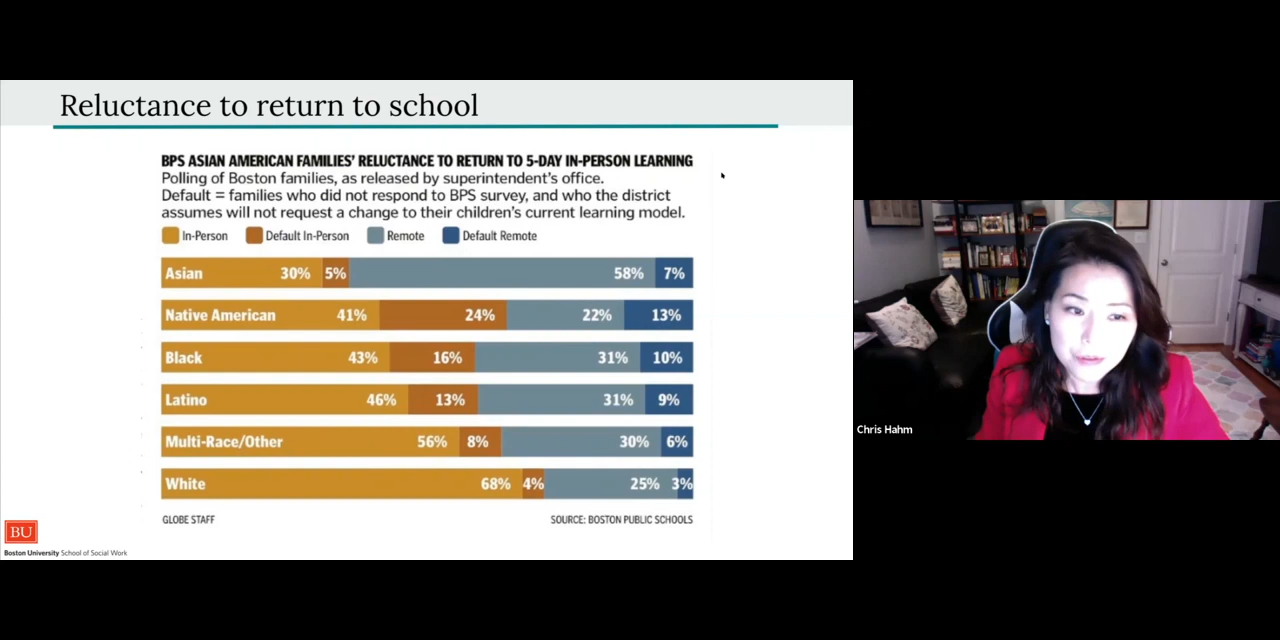 Reluctance to return to school
BPS ASIAN AMERICAN FAMILIES' RELUCTANCE TO RETURN TO 5-DAY IN-PERSON LEARNING
Polling of Boston families, as released by superintendent's office.
Default = families who did not respond to BPS survey, and who the district
assumes will not request a change to their children's current learning model.
In-Person Default In-Person Remote Default Remote
Asian 30% 5% 58% 7%
Native American 41% 24% 22% 13%
Black 43% 16% 31% 10%
Latino 46% 13% 31% 9%
Multi-Race/Other 56% 8% 30% 6%
White 68% 4% 25% 3%
GLOBE STAFF SOURCE: BOSTON PUBLIC SCHOOLS
BU
Boston University School of Social Work
Chris Hahm